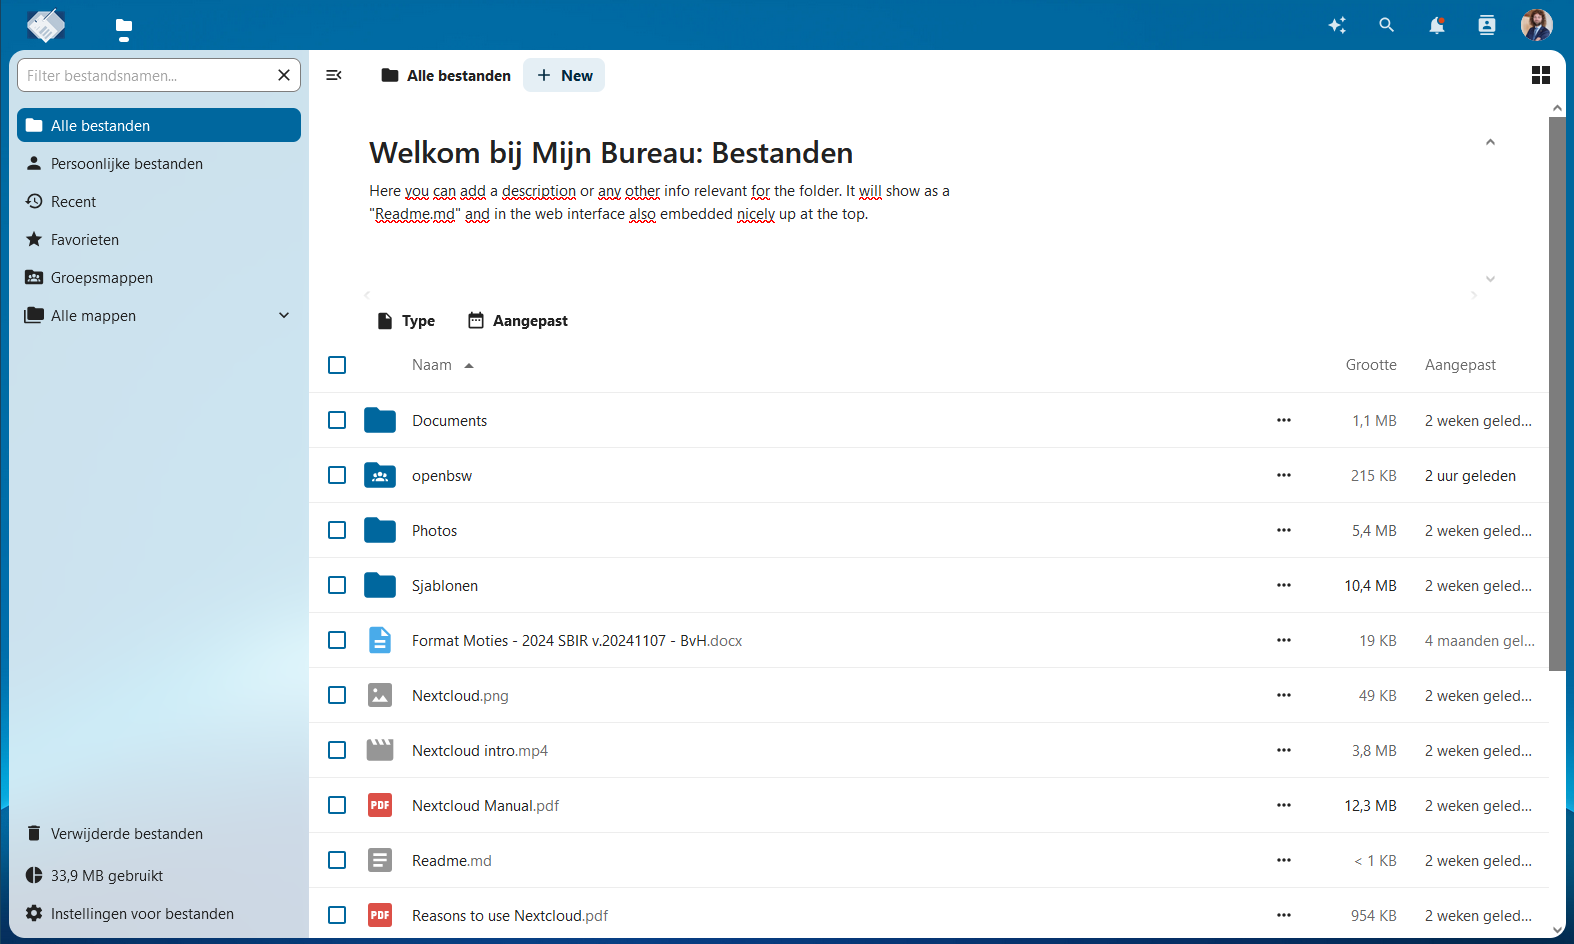 Filter bestandsnamen...
Alle bestanden
Persoonlijke bestanden
Recent
Favorieten
Groepsmappen
Alle mappen
Verwijderde bestanden
33,9 MB gebruikt
Instellingen voor bestanden
Alle bestanden
+ New
Welkom bij Mijn Bureau: Bestanden
Here you can add a description or any other info relevant for the folder. It will show as a
"Readme.md" and in the web interface also embedded nicely up at the top.
Type Aangepast
Naam Grootte Aangepast
Documents 1,1 MB 2 weken geled...
openbsw 215 KB 2 uur geleden
Photos 5,4 MB 2 weken geled...
Sjablonen 10,4 MB 2 weken geled...
Format Moties - 2024 SBIR v.20241107 - BvH.docx 19 KB 4 maanden gel...
Nextcloud.png 49 KB 2 weken geled...
Nextcloud intro.mp4 3,8 MB 2 weken geled...
PDF Nextcloud Manual.pdf 12,3 MB 2 weken geled...
Readme.md < 1 KB 2 weken geled...
PDF Reasons to use Nextcloud.pdf 954 KB 2 weken geled...